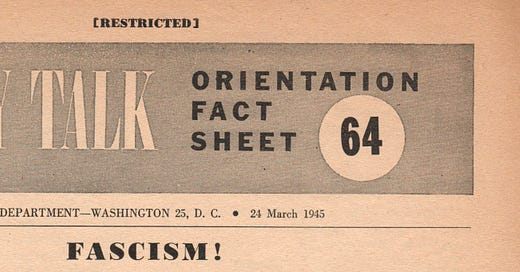 [RESTRICTED]
Y TALK
ORIENTATION
FACT
SHEET
64
DEPARTMENT—WASHINGTON 25, D. C. ● 24 March 1945
FASCISM!